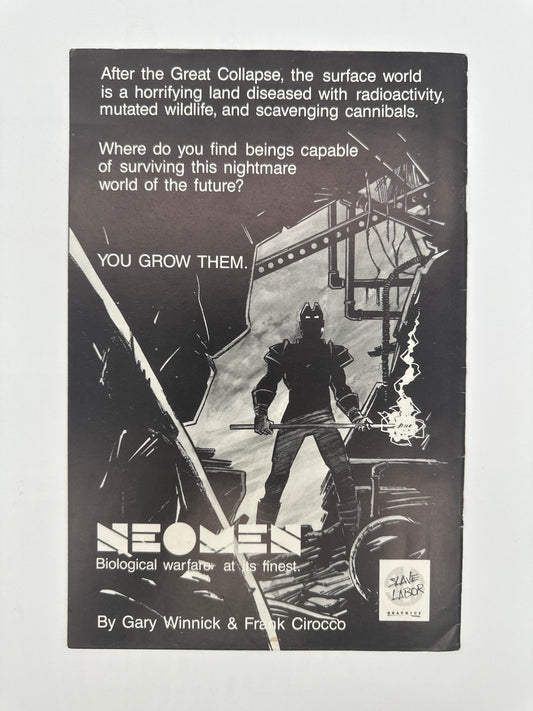 After the Great Collapse, the surface world
is a horrifying land diseased with radioactivity,
mutated wildlife, and scavenging cannibals.
Where do you find beings capable
of surviving this nightmare
world of the future?
YOU GROW THEM.
NEOMEN
Biological warfare at its finest.
SLAVE
LABOR
GRAPHICS
By Gary Winnick & Frank Cirocco